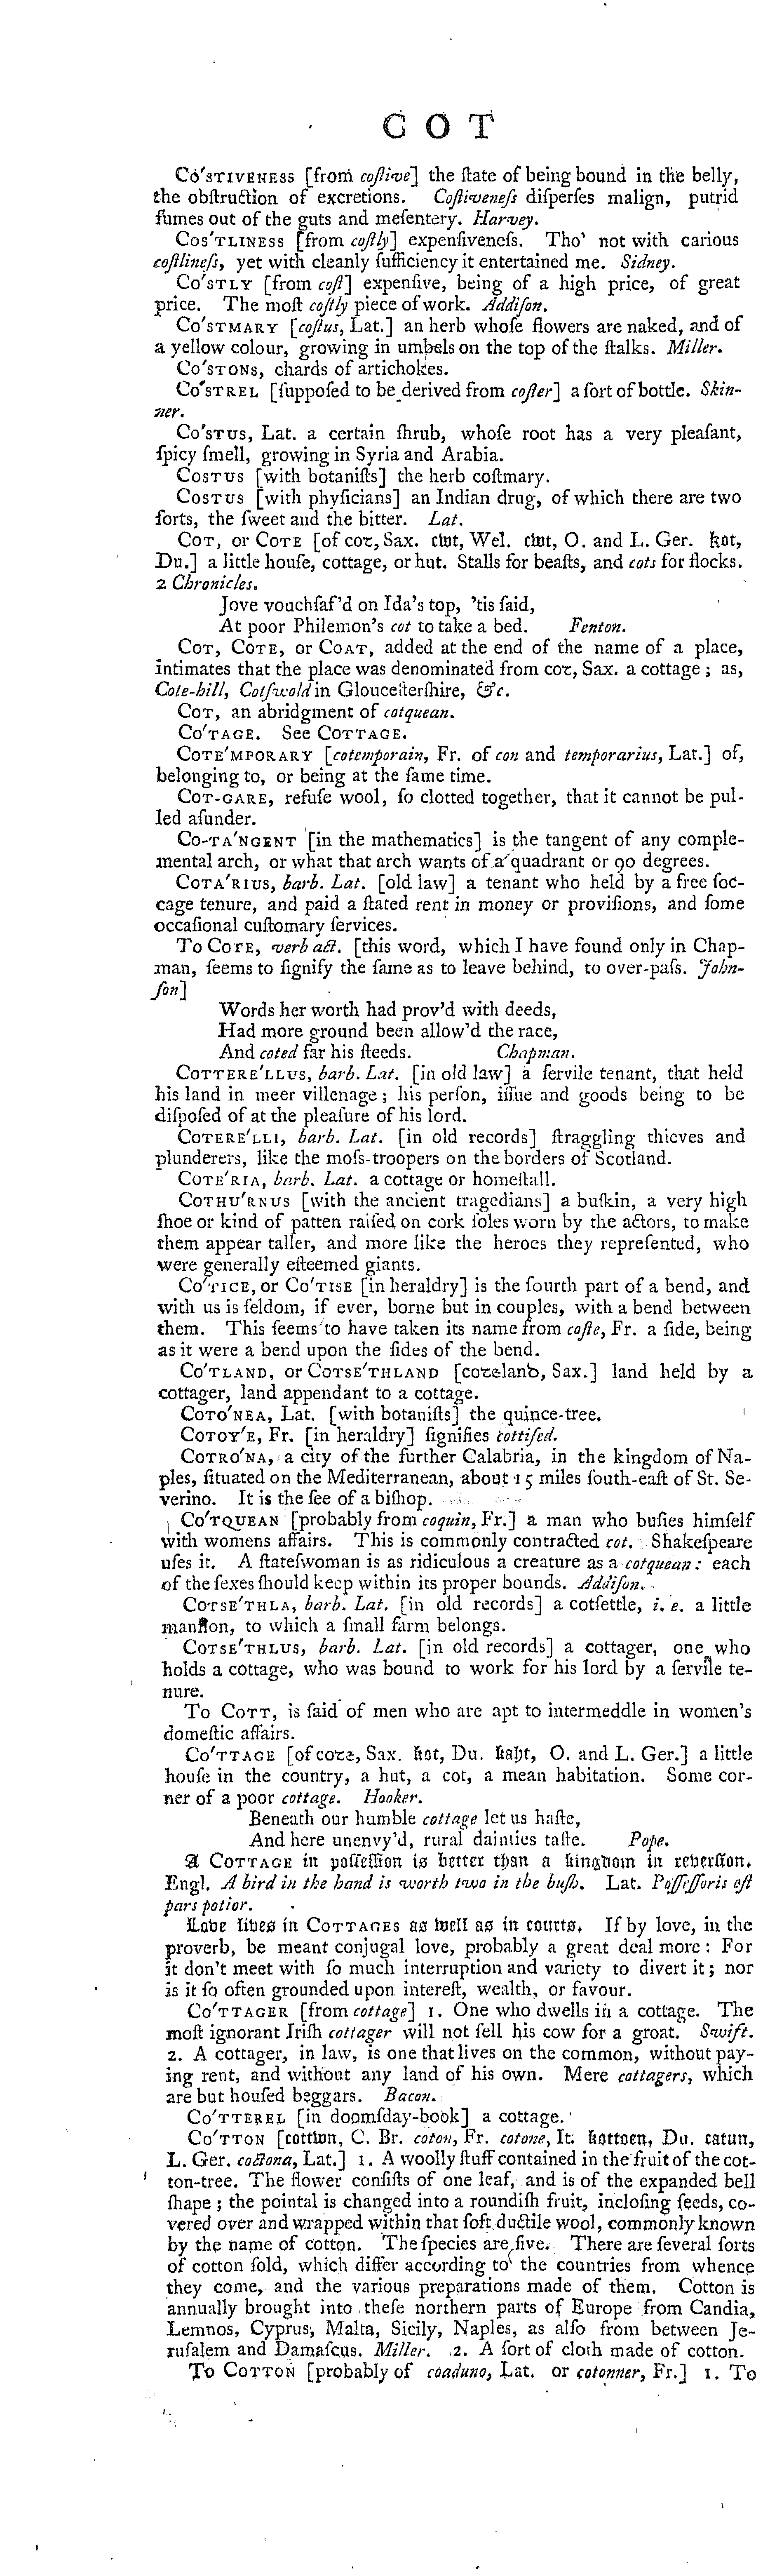 COT
Co'stiveness [from coſtive] the ſtate of being bound in the belly,
the obſtruction of excretions. Coſtiveneſs diſperſes malign, putrid
fumes out of the guts and meſentery. Harvey.
Cos'tliness [from coſtly] expenſiveneſs. Tho' not with carious
coſtlineſs, yet with cleanly ſufficiency it entertained me. Sidney.
Co'stly [from coſt] expenſive, being of a high price, of great
price. The moſt coſtly piece of work. Addiſon.
Co'stmary [coſtus, Lat.] an herb whoſe flowers are naked, and of
a yellow colour, growing in umbels on the top of the ſtalks. Miller.
Co'stons, chards of artichokes.
Co'strel [ſuppoſed to be derived from coſter] a ſort of bottle. Skin-
ner.
Co'stus, Lat. a certain ſhrub, whoſe root has a very pleaſant,
ſpicy ſmell, growing in Syria and Arabia.
Costus [with botaniſts] the herb coſtmary.
Costus [with phyſicians] an Indian drug, of which there are two
ſorts, the ſweet and the bitter. Lat.
Cot, or Cote [of coꞇ, Sax. cwt, Wel. cwt, O. and L. Ger. kot,
Du.] a little houſe, cottage, or hut. Stalls for beaſts, and cots for flocks.
2 Chronicles.
Jove vouchſaf'd on Ida's top, 'tis ſaid,
At poor Philemon's cot to take a bed. Fenton.
Cot, Cote, or Coat, added at the end of the name of a place,
intimates that the place was denominated from coꞇ, Sax. a cottage; as,
Cote-hill, Cotſwold in Glouceſterſhire, &c.
Cot, an abridgment of cotquean.
Co'tage. See Cottage.
Cote'mporary [cotemporain, Fr. of con and temporarius, Lat.] of,
belonging to, or being at the ſame time.
Cot-gare, refuſe wool, ſo clotted together, that it cannot be pul-
led aſunder.
Co-ta'ngent [in the mathematics] is the tangent of any comple-
mental arch, or what that arch wants of a quadrant or 90 degrees.
Cota'rius, barb. Lat. [old law] a tenant who held by a free ſoc-
cage tenure, and paid a ſtated rent in money or proviſions, and ſome
occaſional cuſtomary ſervices.
To Cote, verb act. [this word, which I have found only in Chap-
man, ſeems to ſignify the ſame as to leave behind, to over-paſs. John-
ſon]
Words her worth had prov'd with deeds,
Had more ground been allow'd the race,
And coted far his ſteeds. Chapman.
Cottere'llus, barb. Lat. [in old law] a ſervile tenant, that held
his land in meer villenage; his perſon, iſſue and goods being to be
diſpoſed of at the pleaſure of his lord.
Cotere'lli, barb. Lat. [in old records] ſtraggling thieves and
plunderers, like the moſs-troopers on the borders of Scotland.
Cote'ria, barb. Lat. a cottage or homeſtall.
Cothu'rnus [with the ancient tragedians] a buſkin, a very high
ſhoe or kind of patten raiſed on cork ſoles worn by the actors, to make
them appear taller, and more like the heroes they repreſented, who
were generally eſteemed giants.
Co'tice, or Co'tise [in heraldry] is the fourth part of a bend, and
with us is ſeldom, if ever, borne but in couples, with a bend between
them. This ſeems to have taken its name from coſte, Fr. a ſide, being
as it were a bend upon the ſides of the bend.
Co'tland, or Cotse'thland [coꞇelanꝺ, Sax.] land held by a
cottager, land appendant to a cottage.
Coto'nea, Lat. [with botaniſts] the quince-tree.
Cotoy'e, Fr. [in heraldry] ſignifies cottiſed.
Cotro'na, a city of the further Calabria, in the kingdom of Na-
ples, ſituated on the Mediterranean, about 15 miles ſouth-eaſt of St. Se-
verino. It is the ſee of a biſhop.
Co'tquean [probably from coquin, Fr.] a man who buſies himſelf
with womens affairs. This is commonly contracted cot. Shakeſpeare
uſes it. A ſtateſwoman is as ridiculous a creature as a cotquean: each
of the ſexes ſhould keep within its proper bounds. Addiſon.
Cotse'thla, barb. Lat. [in old records] a cotſettle, i. e. a little
manſion, to which a ſmall farm belongs.
Cotse'thlus, barb. Lat. [in old records] a cottager, one who
holds a cottage, who was bound to work for his lord by a ſervile te-
nure.
To Cott, is ſaid of men who are apt to intermeddle in women's
domeſtic affairs.
Co'ttage [of coꞇe, Sax. kot, Du. kaht, O. and L. Ger.] a little
houſe in the country, a hut, a cot, a mean habitation. Some cor-
ner of a poor cottage. Hooker.
Beneath our humble cottage let us haſte,
And here unenvy'd, rural dainties taſte. Pope.
A Cottage in poſſeſſion is better than a kingdom in reverſion.
Engl. A bird in the hand is worth two in the buſh. Lat. Poſſeſſoris eſt
pars potior.
Love lives in Cottages as well as in courts. If by love, in the
proverb, be meant conjugal love, probably a great deal more: For
it don't meet with ſo much interruption and variety to divert it; nor
is it ſo often grounded upon intereſt, wealth, or favour.
Co'ttager [from cottage] 1. One who dwells in a cottage. The
moſt ignorant Iriſh cottager will not ſell his cow for a groat. Swift.
2. A cottager, in law, is one that lives on the common, without pay-
ing rent, and without any land of his own. Mere cottagers, which
are but houſed beggars. Bacon.
Co'tterel [in doomſday-book] a cottage.
Co'tton [cottwn, C. Br. coton, Fr. cotone, It. kottoen, Du. catun,
L. Ger. coctona, Lat.] 1. A woolly ſtuff contained in the fruit of the cot-
ton-tree. The flower conſiſts of one leaf, and is of the expanded bell
ſhape; the pointal is changed into a roundiſh fruit, incloſing ſeeds, co-
vered over and wrapped within that ſoft ductile wool, commonly known
by the name of cotton. The ſpecies are five. There are ſeveral ſorts
of cotton ſold, which differ according to the countries from whence
they come, and the various preparations made of them. Cotton is
annually brought into theſe northern parts of Europe from Candia,
Lemnos, Cyprus, Malta, Sicily, Naples, as alſo from between Je-
ruſalem and Damaſcus. Miller. 2. A ſort of cloth made of cotton.
To Cotton [probably of coaduno, Lat. or cotonner, Fr.] 1. To